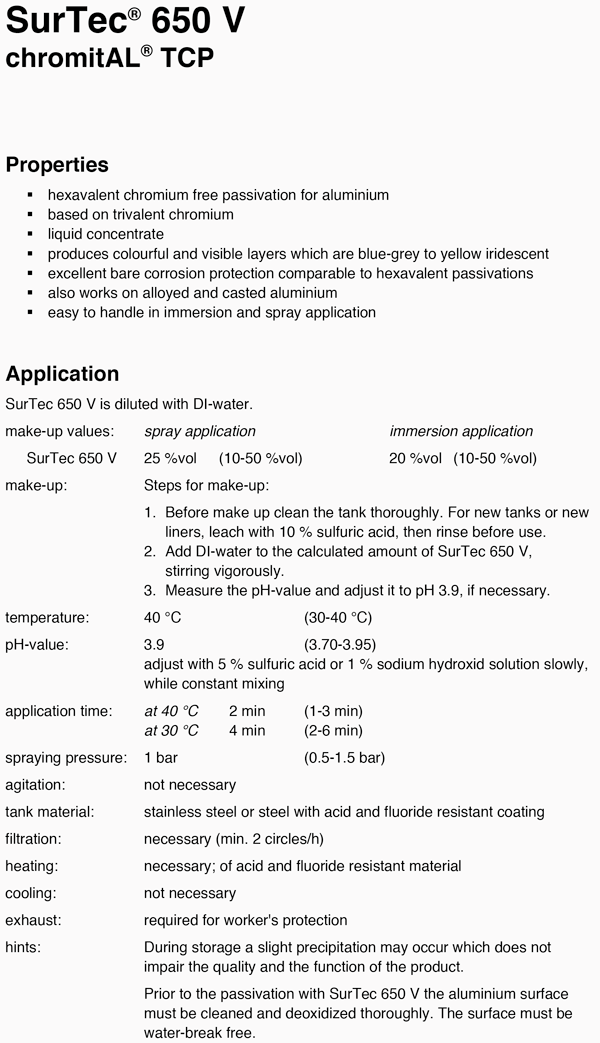 SurTec® 650 V
chromitAL® TCP
Properties
▪ hexavalent chromium free passivation for aluminium
▪ based on trivalent chromium
▪ liquid concentrate
▪ produces colourful and visible layers which are blue-grey to yellow iridescent
▪ excellent bare corrosion protection comparable to hexavalent passivations
▪ also works on alloyed and casted aluminium
▪ easy to handle in immersion and spray application
Application
SurTec 650 V is diluted with DI-water.
make-up values: spray application immersion application
SurTec 650 V 25 %vol (10-50 %vol) 20 %vol (10-50 %vol)
make-up: Steps for make-up:
1. Before make up clean the tank thoroughly. For new tanks or new
liners, leach with 10 % sulfuric acid, then rinse before use.
2. Add DI-water to the calculated amount of SurTec 650 V,
stirring vigorously.
3. Measure the pH-value and adjust it to pH 3.9, if necessary.
temperature: 40 °C (30-40 °C)
pH-value: 3.9 (3.70-3.95)
adjust with 5 % sulfuric acid or 1 % sodium hydroxid solution slowly,
while constant mixing
application time: at 40 °C 2 min (1-3 min)
at 30 °C 4 min (2-6 min)
spraying pressure: 1 bar (0.5-1.5 bar)
agitation: not necessary
tank material: stainless steel or steel with acid and fluoride resistant coating
filtration: necessary (min. 2 circles/h)
heating: necessary; of acid and fluoride resistant material
cooling: not necessary
exhaust: required for worker's protection
hints: During storage a slight precipitation may occur which does not
impair the quality and the function of the product.
Prior to the passivation with SurTec 650 V the aluminium surface
must be cleaned and deoxidized thoroughly. The surface must be
water-break free.